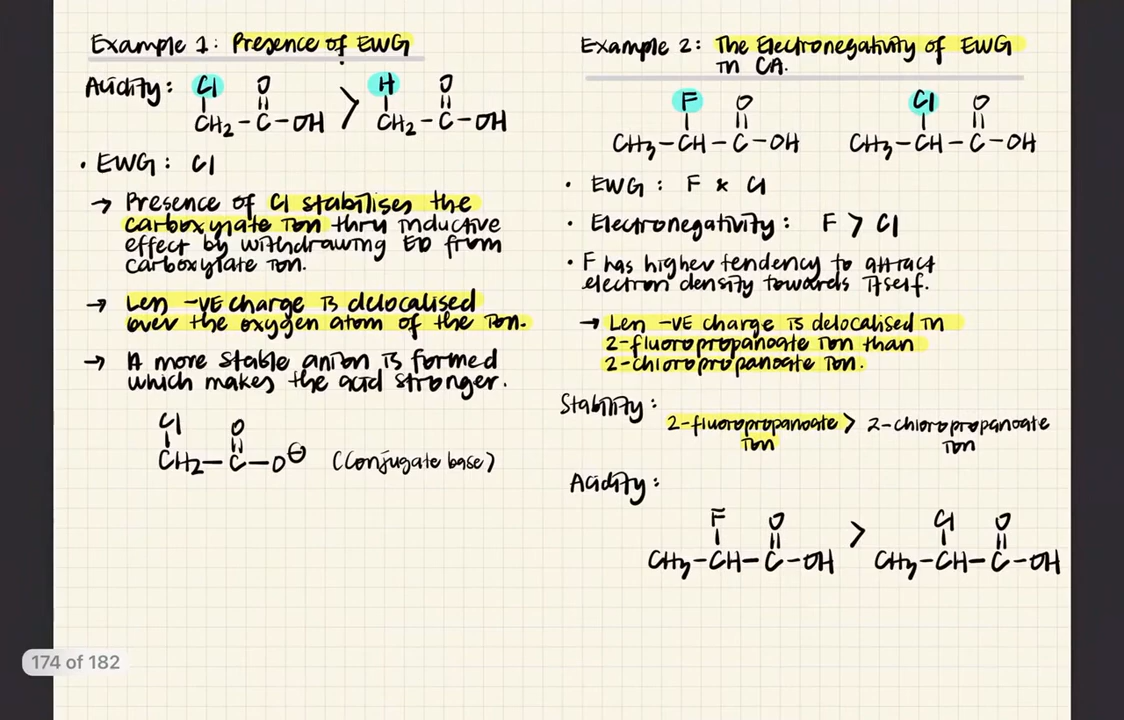 Example 1: Presence of EWG
Acidity: Cl O > H O
CH2 - C - OH CH2 - C - OH
• EWG: Cl
→ Presence of Cl stabilises the
carboxylate ion thru inductive
effect by withdrawing ED from
carboxylate ion.
→ Less -VE charge is delocalised
over the oxygen atom of the ion.
→ A more stable anion is formed
which makes the acid stronger.
Cl O
CH2 - C - O⊖ (conjugate base)
Example 2: The Electronegativity of EWG
in CA.
F O Cl O
CH3 - CH - C - OH CH3 - CH - C - OH
• EWG: F & Cl
• Electronegativity: F > Cl
• F has higher tendency to attract
electron density towards itself.
→ Less -VE charge is delocalised in
2-fluoropropanoate ion than
2-chloropropanoate ion.
Stability:
2-fluoropropanoate > 2-chloropropanoate
ion ion
Acidity:
F O > Cl O
CH3 - CH - C - OH CH3 - CH - C - OH
174 of 182